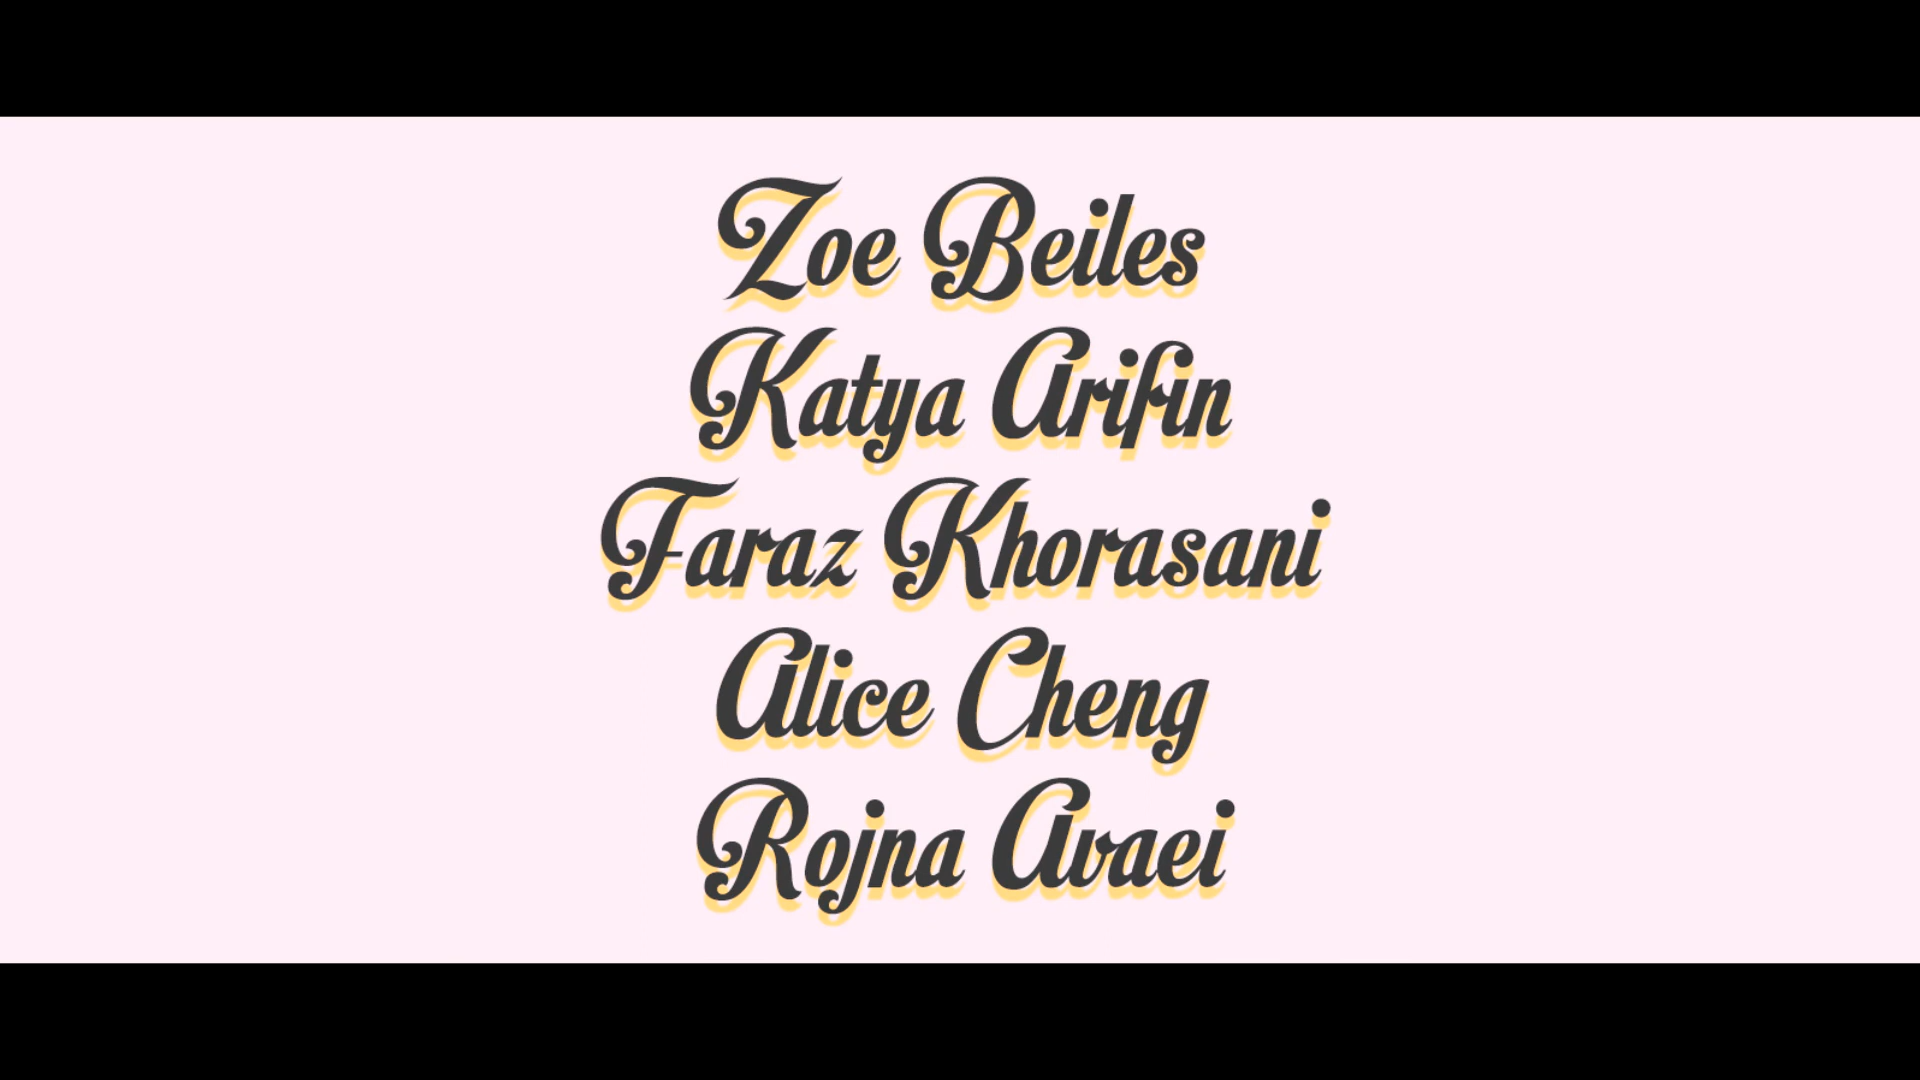 Zoe Beiles
Katya Arifin
Faraz Khorasani
Alice Cheng
Rojna Avaei